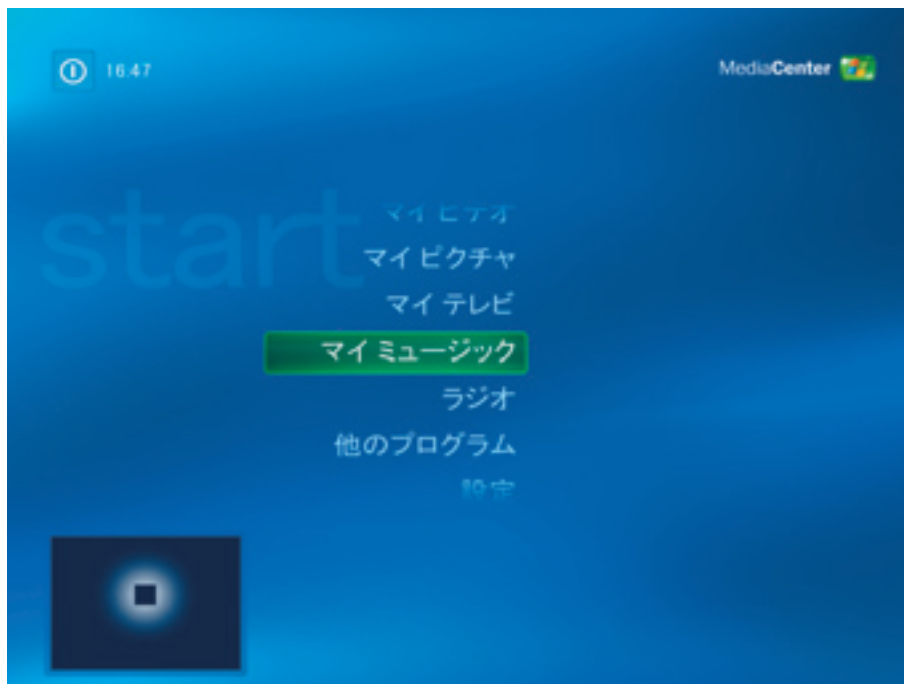 16:47
MediaCenter
start
マイ ビデオ
マイ ピクチャ
マイ テレビ
マイ ミュージック
ラジオ
他のプログラム
設定